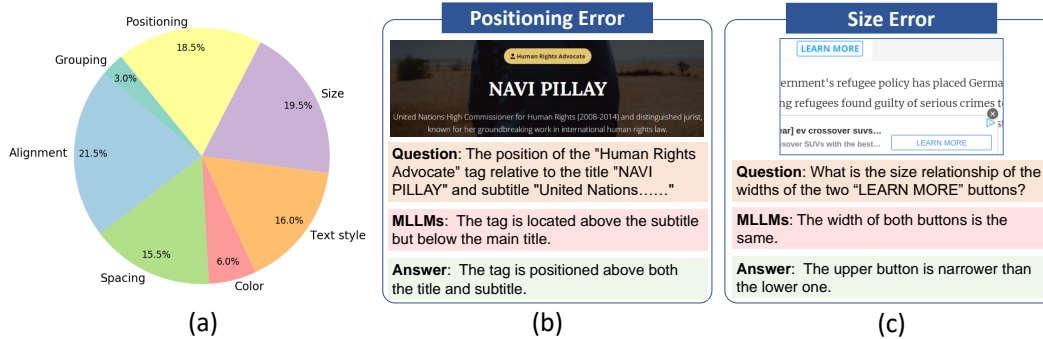 Positioning
18.5%
Grouping
3.0%
Size
19.5%
Alignment
21.5%
16.0%
Text style
15.5%
6.0%
Spacing
Color
(a)
Positioning Error
Human Rights Advocate
NAVI PILLAY
United Nations High Commissioner for Human Rights (2008-2014) and distinguished jurist,
known for her groundbreaking work in international human rights law.
Question: The position of the "Human Rights
Advocate" tag relative to the title "NAVI
PILLAY" and subtitle "United Nations……"
MLLMs: The tag is located above the subtitle
but below the main title.
Answer: The tag is positioned above both
the title and subtitle.
(b)
Size Error
LEARN MORE
ernment's refugee policy has placed Germa
ng refugees found guilty of serious crimes t
ear] ev crossover suvs...
ssover SUVs with the best...
LEARN MORE
Question: What is the size relationship of the
widths of the two “LEARN MORE” buttons?
MLLMs: The width of both buttons is the
same.
Answer: The upper button is narrower than
the lower one.
(c)